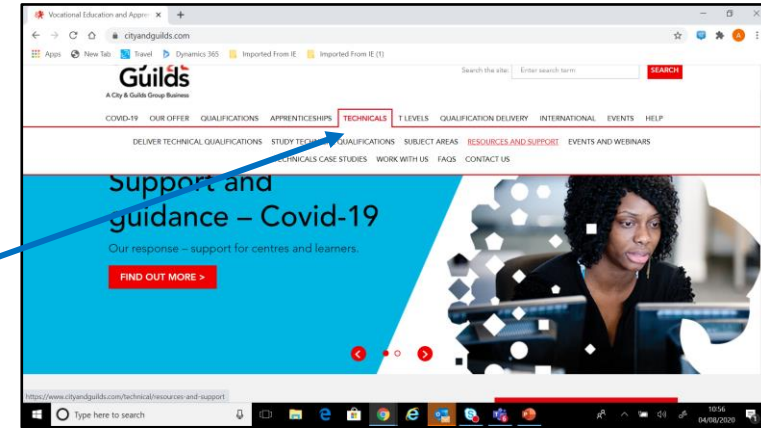 Vocational Education and Appren
cityandguilds.com
Apps New Tab Travel Dynamics 365 Imported From IE Imported From IE (1)
Guilds
A City & Guilds Group Business
Search the site: Enter search term SEARCH
COVID-19 OUR OFFER QUALIFICATIONS APPRENTICESHIPS TECHNICALS T LEVELS QUALIFICATION DELIVERY INTERNATIONAL EVENTS HELP
DELIVER TECHNICAL QUALIFICATIONS STUDY QUALIFICATIONS SUBJECT AREAS RESOURCES AND SUPPORT EVENTS AND WEBINARS
TECHNICALS CASE STUDIES WORK WITH US FAQS CONTACT US
Support and
guidance – Covid-19
Our response – support for centres and learners.
FIND OUT MORE >
https://www.cityandguilds.com/technical/resources-and-support
Type here to search
10:56
04/08/2020